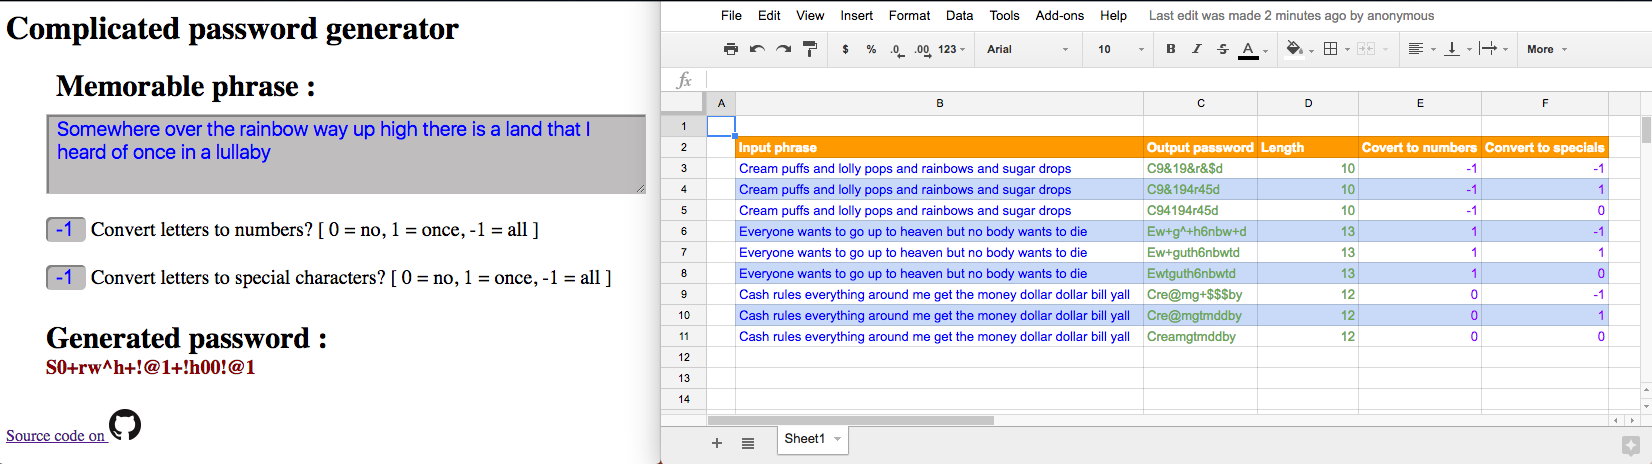 Complicated password generator
Memorable phrase :
Somewhere over the rainbow way up high there is a land that I
heard of once in a lullaby
-1 Convert letters to numbers? [ 0 = no, 1 = once, -1 = all ]
-1 Convert letters to special characters? [ 0 = no, 1 = once, -1 = all ]
Generated password :
S0+rw^h+!@1+!h00!@1
Source code on
File Edit View Insert Format Data Tools Add-ons Help Last edit was made 2 minutes ago by anonymous
$ % .0 .00 123 Arial 10 B I S A More
fx
A B C D E F
1
2 Input phrase Output password Length Covert to numbers Convert to specials
3 Cream puffs and lolly pops and rainbows and sugar drops C9&19&r&$d 10 -1 -1
4 Cream puffs and lolly pops and rainbows and sugar drops C9&194r45d 10 -1 1
5 Cream puffs and lolly pops and rainbows and sugar drops C94194r45d 10 -1 0
6 Everyone wants to go up to heaven but no body wants to die Ew+g^+h6nbw+d 13 1 -1
7 Everyone wants to go up to heaven but no body wants to die Ew+guth6nbwtd 13 1 1
8 Everyone wants to go up to heaven but no body wants to die Ewtguth6nbwtd 13 1 0
9 Cash rules everything around me get the money dollar dollar bill yall Cre@mg+$$$by 12 0 -1
10 Cash rules everything around me get the money dollar dollar bill yall Cre@mgtmddby 12 0 1
11 Cash rules everything around me get the money dollar dollar bill yall Creamgtmddby 12 0 0
12
13
14
Sheet1